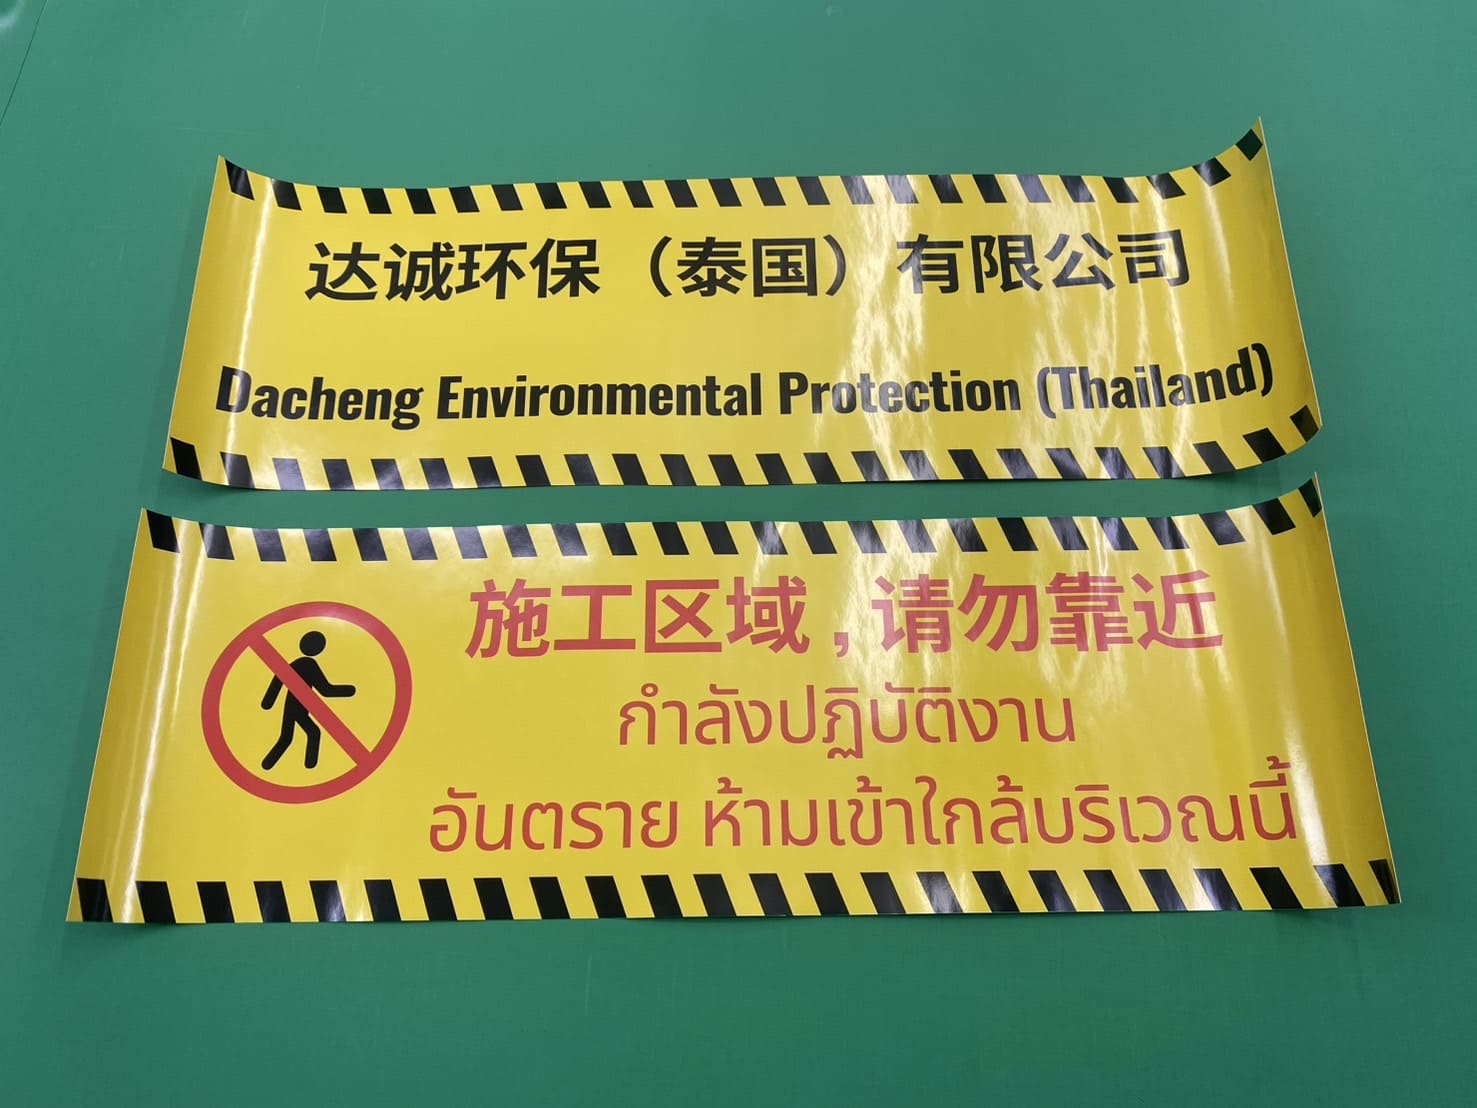 达诚环保（泰国）有限公司
Dacheng Environmental Protection (Thailand)
施工区域，请勿靠近
กำลังปฏิบัติงาน
อันตราย ห้ามเข้าใกล้บริเวณนี้